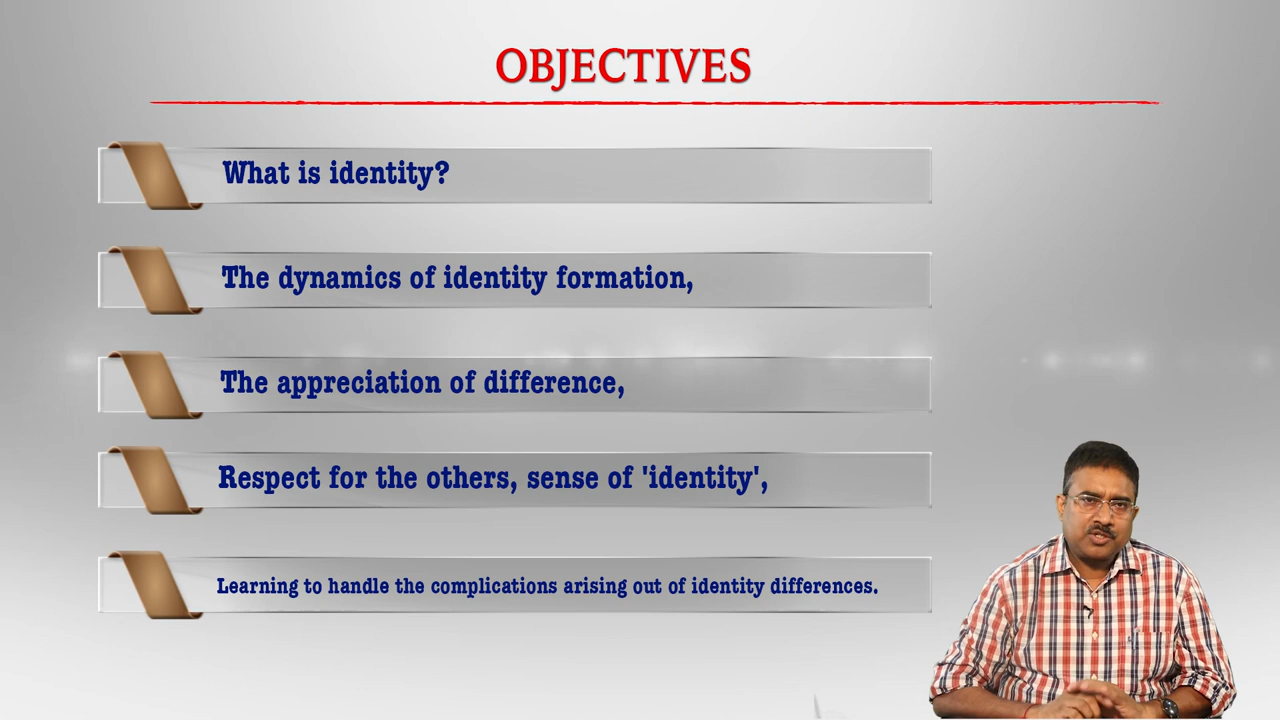 OBJECTIVES
What is identity?
The dynamics of identity formation,
The appreciation of difference,
Respect for the others, sense of 'identity',
Learning to handle the complications arising out of identity differences.